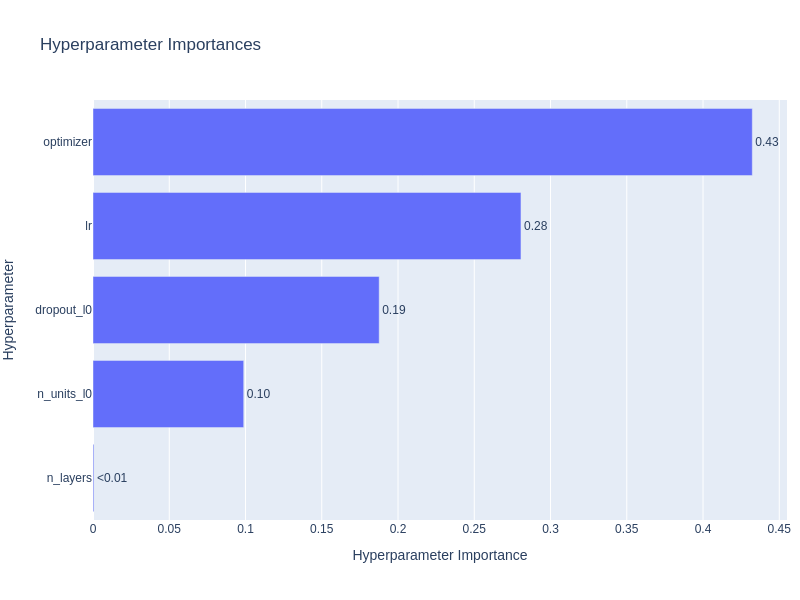 Hyperparameter Importances
Hyperparameter
optimizer 0.43
lr 0.28
dropout_l0 0.19
n_units_l0 0.10
n_layers <0.01
0 0.05 0.1 0.15 0.2 0.25 0.3 0.35 0.4 0.45
Hyperparameter Importance